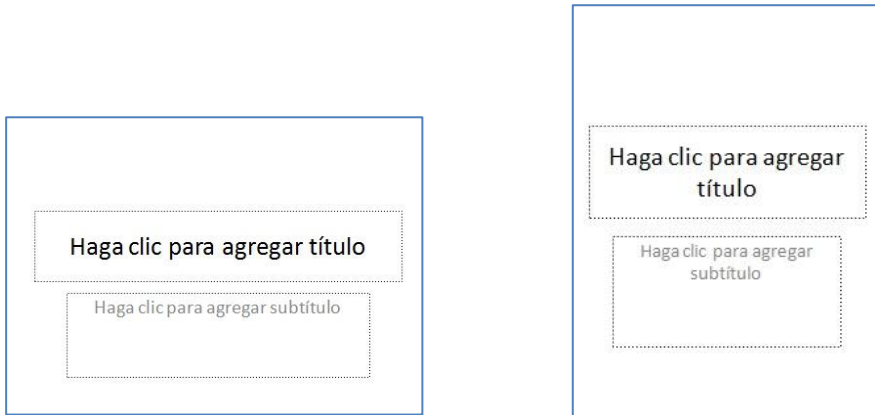 Haga clic para agregar título
Haga clic para agregar subtítulo
Haga clic para agregar
título
Haga clic para agregar
subtítulo